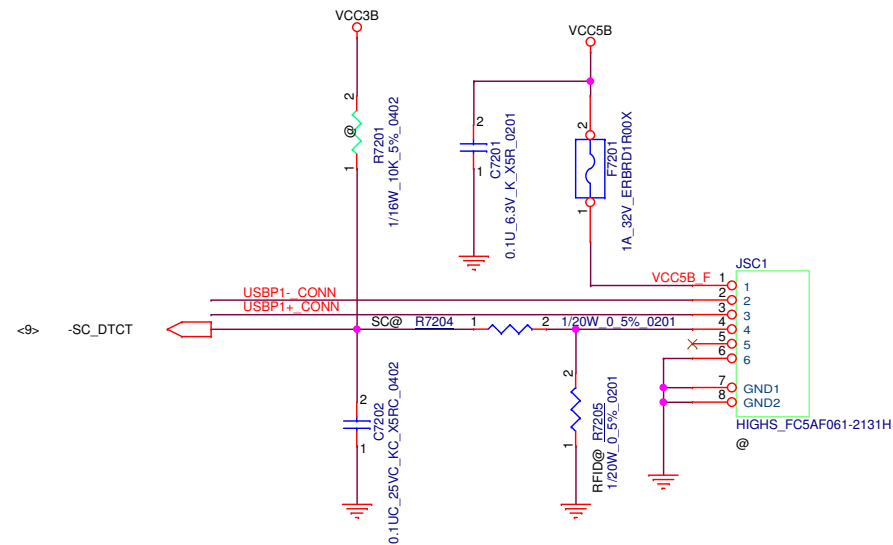 VCC3B
VCC5B
2
@
1
R7201
1/16W_10K_5%_0402
2
1
C7201
0.1U_6.3V_K_X5R_0201
2
1
F7201
1A_32V_ERBRD1R00X
JSC1
VCC5B_F
1 1
USBP1-_CONN
2 2
USBP1+_CONN
3 3
<9> -SC_DTCT
SC@ R7204 1 2 1/20W_0_5%_0201
4 4
5 5
6 6
7 GND1
8 GND2
HIGHS_FC5AF061-2131H
@
2
1
C7202
0.1UC_25VC_KC_X5RC_0402
2
1
RFID@ R7205
1/20W_0_5%_0201